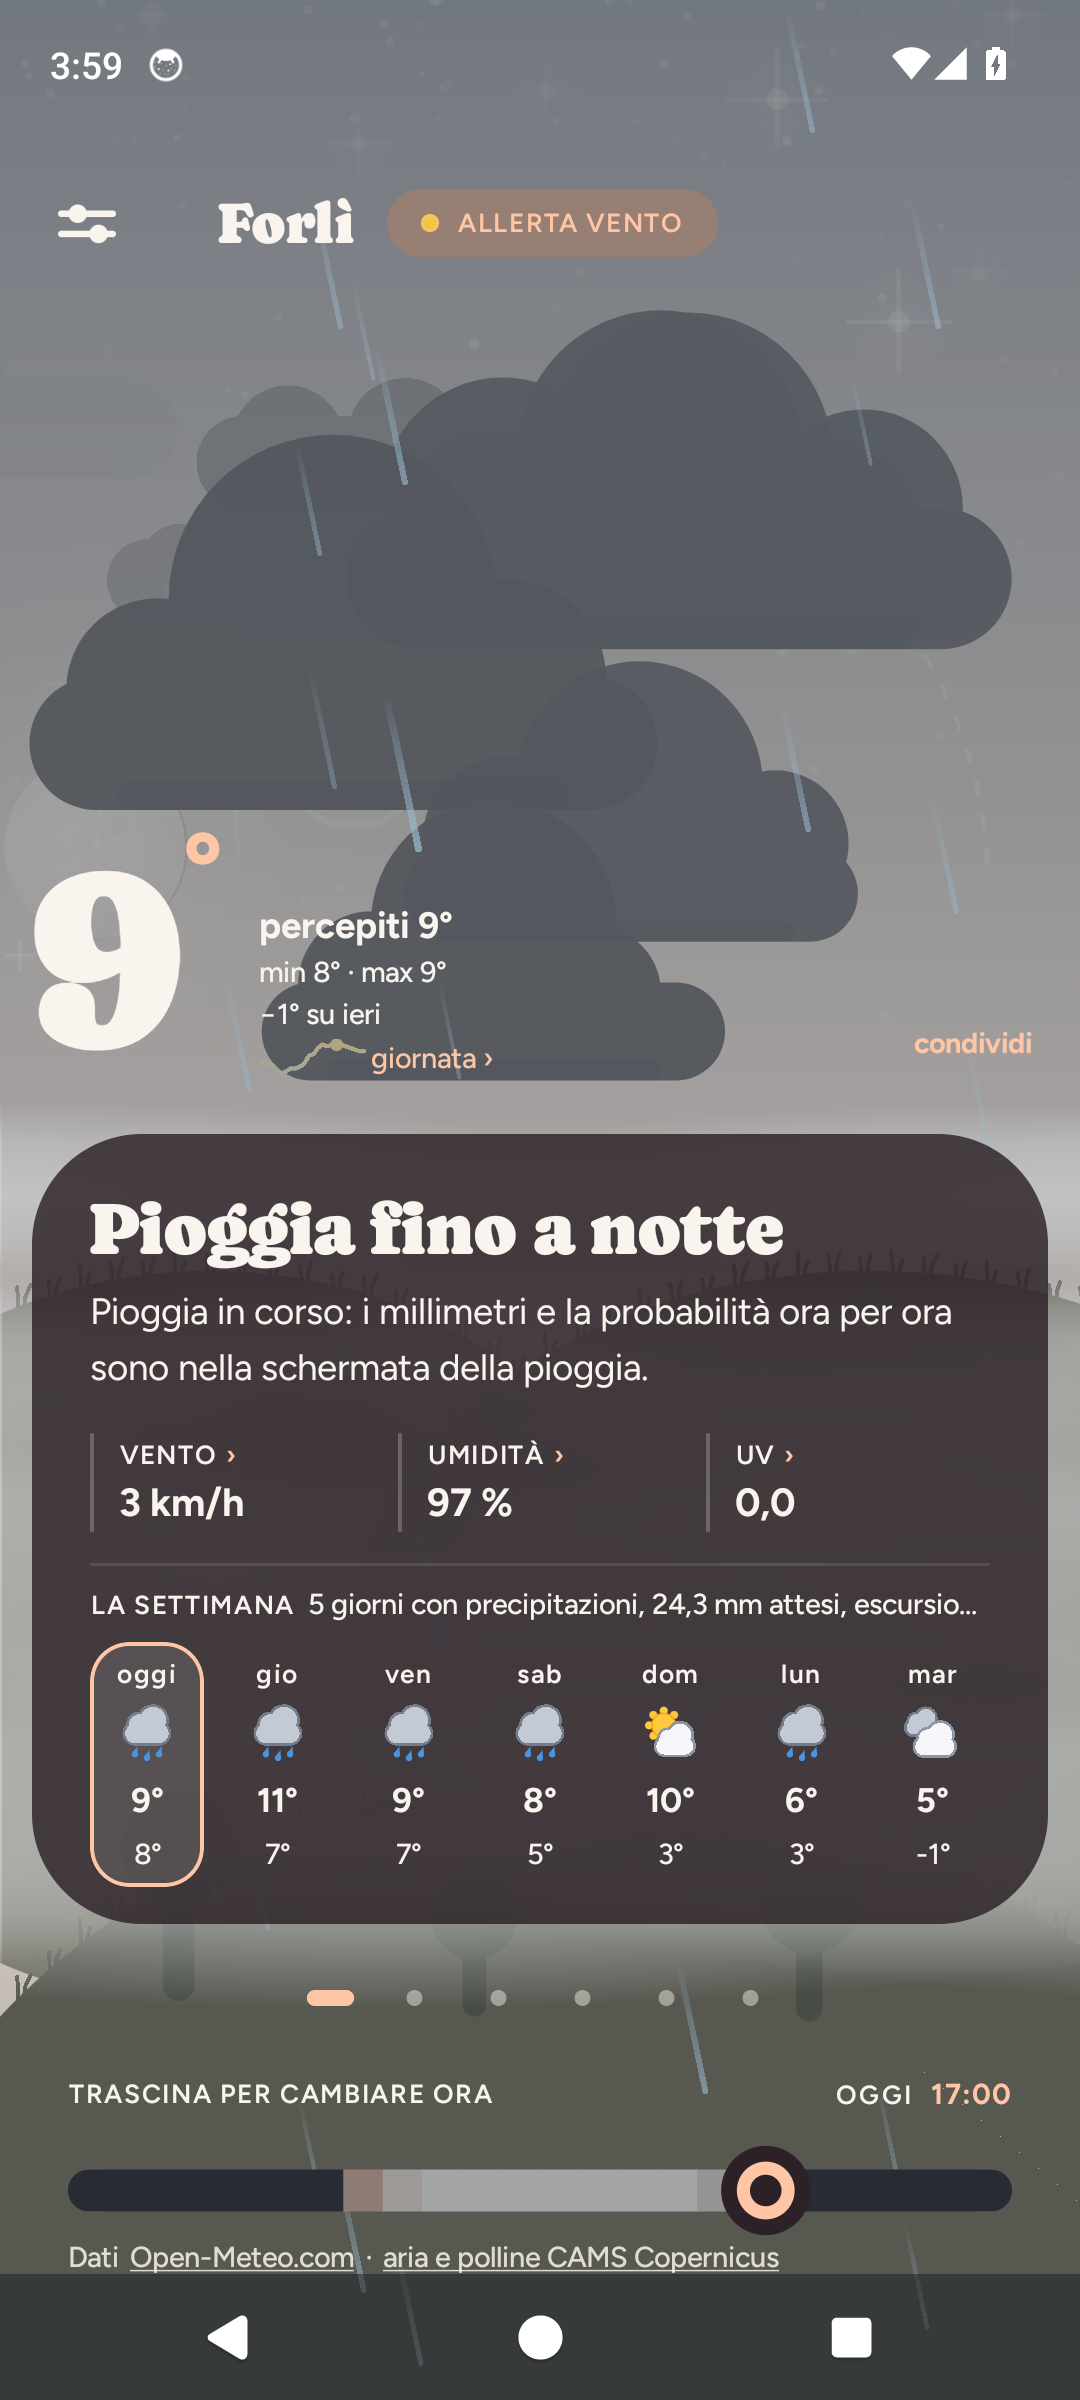 3:59
Forlì
ALLERTA VENTO
9°
percepiti 9°
min 8° · max 9°
−1° su ieri
giornata ›
condividi
Pioggia fino a notte
Pioggia in corso: i millimetri e la probabilità ora per ora
sono nella schermata della pioggia.
VENTO › UMIDITÀ › UV ›
3 km/h 97 % 0,0
LA SETTIMANA 5 giorni con precipitazioni, 24,3 mm attesi, escursio...
oggi gio ven sab dom lun mar
9° 11° 9° 8° 10° 6° 5°
8° 7° 7° 5° 3° 3° -1°
TRASCINA PER CAMBIARE ORA OGGI 17:00
Dati Open-Meteo.com · aria e polline CAMS Copernicus